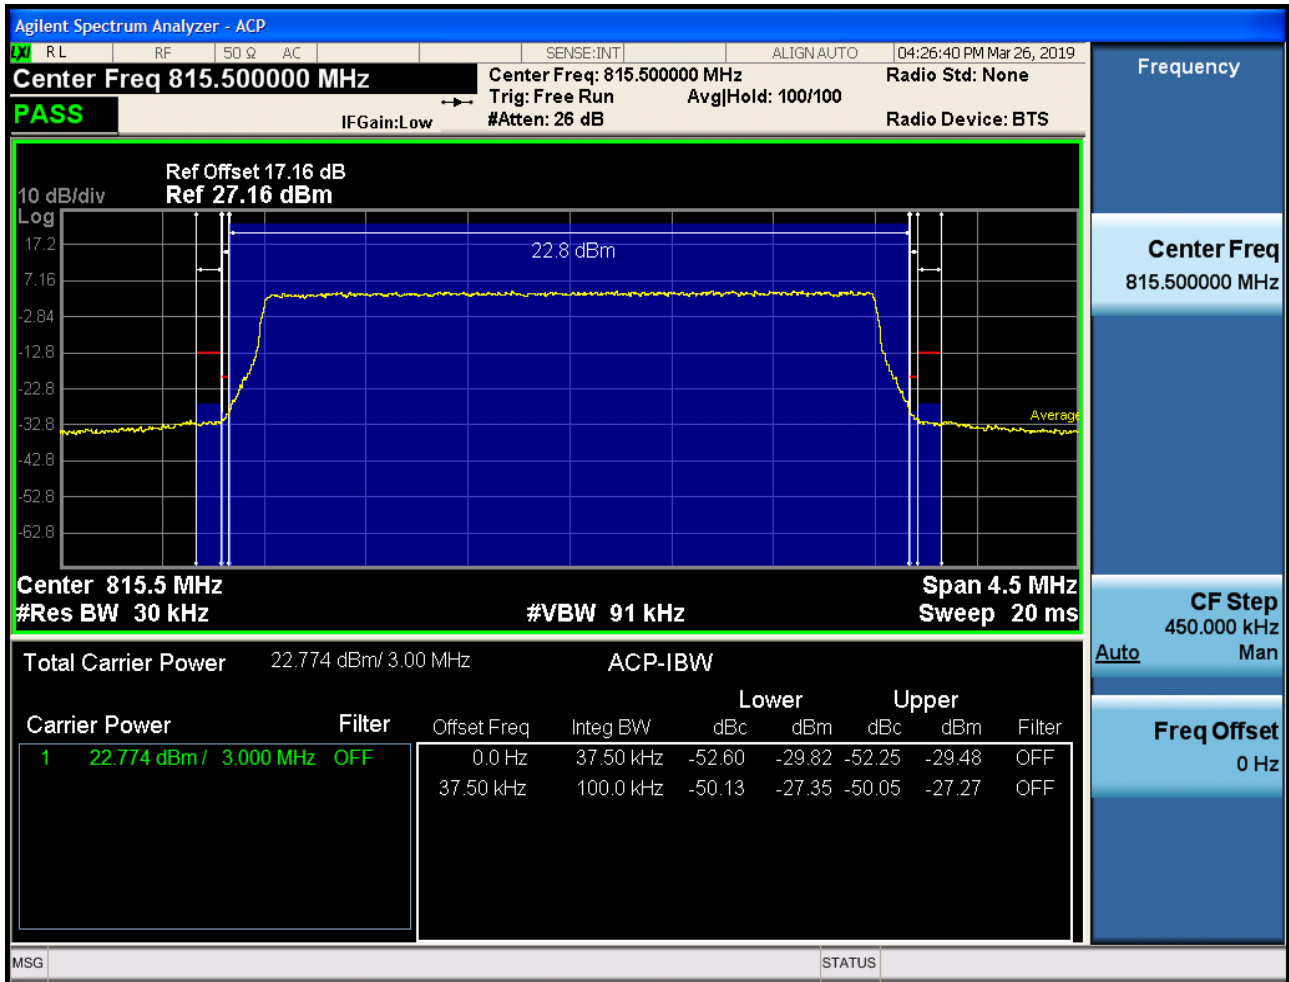 Agilent Spectrum Analyzer - ACP
LXI RL RF 50 Ω AC SENSE:INT ALIGN AUTO 04:26:40 PM Mar 26, 2019
Center Freq 815.500000 MHz
Center Freq: 815.500000 MHz
Radio Std: None
Trig: Free Run
Avg|Hold: 100/100
PASS
IFGain:Low
#Atten: 26 dB
Radio Device: BTS
Ref Offset 17.16 dB
10 dB/div
Ref 27.16 dBm
Log
17.2
22.8 dBm
7.16
-2.84
-12.8
-22.8
-32.8
Average
-42.8
-52.8
-62.8
Center 815.5 MHz
Span 4.5 MHz
#Res BW 30 kHz
#VBW 91 kHz
Sweep 20 ms
Total Carrier Power 22.774 dBm/ 3.00 MHz
ACP-IBW
Lower Upper
Carrier Power Filter
Offset Freq Integ BW dBc dBm dBc dBm Filter
1 22.774 dBm / 3.000 MHz OFF
0.0 Hz 37.50 kHz -52.60 -29.82 -52.25 -29.48 OFF
37.50 kHz 100.0 kHz -50.13 -27.35 -50.05 -27.27 OFF
MSG
STATUS
Frequency
Center Freq
815.500000 MHz
CF Step
450.000 kHz
Auto Man
Freq Offset
0 Hz